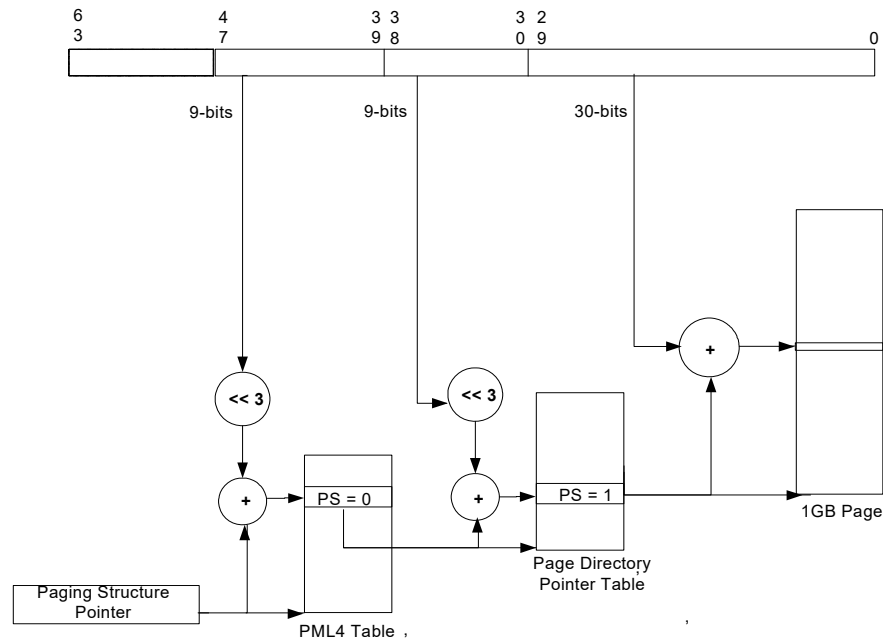 6 4 3 3 3 2
3 7 9 8 0 9 0
9-bits 9-bits 30-bits
<< 3 << 3
+
+ +
PS = 0 PS = 1
1GB Page
Page Directory
Pointer Table
,
Paging Structure
Pointer
PML4 Table ,
,